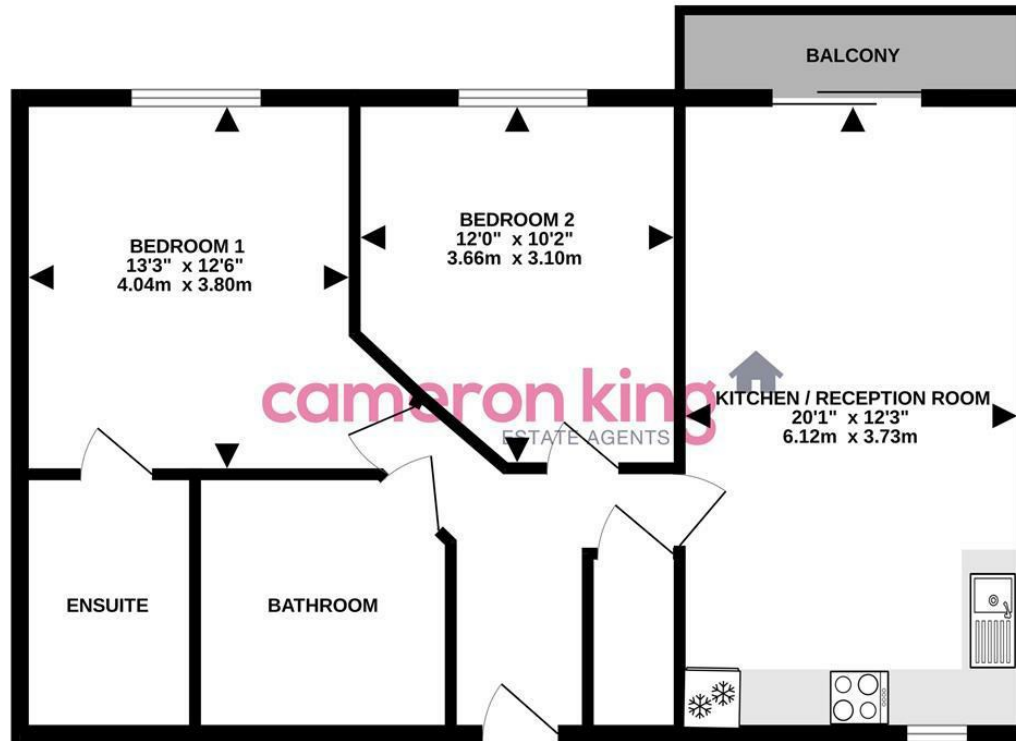 BALCONY
BEDROOM 1
13'3" x 12'6"
4.04m x 3.80m
BEDROOM 2
12'0" x 10'2"
3.66m x 3.10m
cameron king
ESTATE AGENTS
KITCHEN / RECEPTION ROOM
20'1" x 12'3"
6.12m x 3.73m
ENSUITE
BATHROOM